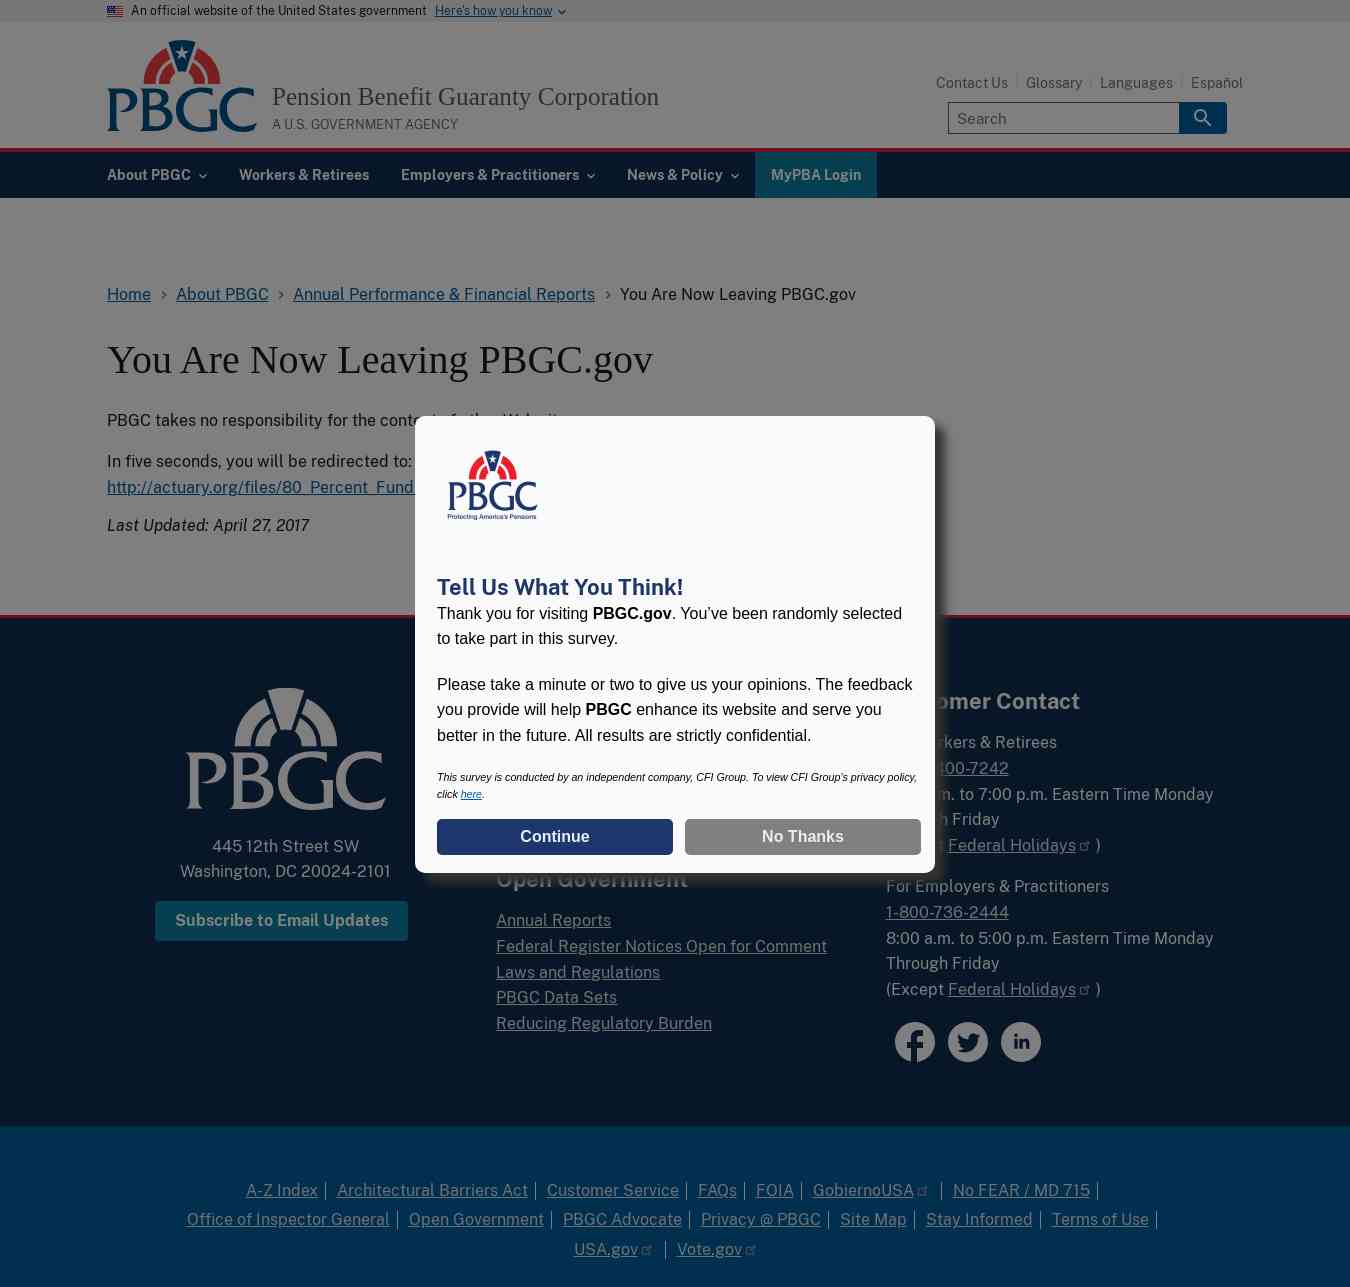 An official website of the United States government Here's how you know
PBGC
Pension Benefit Guaranty Corporation
A U.S. GOVERNMENT AGENCY
Contact Us Glossary Languages Español
Search
About PBGC Workers & Retirees Employers & Practitioners News & Policy MyPBA Login
Home About PBGC Annual Performance & Financial Reports You Are Now Leaving PBGC.gov
You Are Now Leaving PBGC.gov
PBGC takes no responsibility for the
In five seconds, you will be redirected to:
http://actuary.org/files/80_Percent_Fund
Last Updated: April 27, 2017
PBGC
Protecting America's Pensions
Tell Us What You Think!
Thank you for visiting PBGC.gov. You’ve been randomly selected
to take part in this survey.
Please take a minute or two to give us your opinions. The feedback
you provide will help PBGC enhance its website and serve you
better in the future. All results are strictly confidential.
This survey is conducted by an independent company, CFI Group. To view CFI Group's privacy policy,
click here.
Continue No Thanks
PBGC
445 12th Street SW
Washington, DC 20024-2101
Subscribe to Email Updates
Open Government
Annual Reports
Federal Register Notices Open for Comment
Laws and Regulations
PBGC Data Sets
Reducing Regulatory Burden
omer Contact
rkers & Retirees
400-7242
m. to 7:00 p.m. Eastern Time Monday
h Friday
Federal Holidays )
For Employers & Practitioners
1-800-736-2444
8:00 a.m. to 5:00 p.m. Eastern Time Monday
Through Friday
(Except Federal Holidays )
A-Z Index Architectural Barriers Act Customer Service FAQs FOIA GobiernoUSA No FEAR / MD 715
Office of Inspector General Open Government PBGC Advocate Privacy @ PBGC Site Map Stay Informed Terms of Use
USA.gov Vote.gov